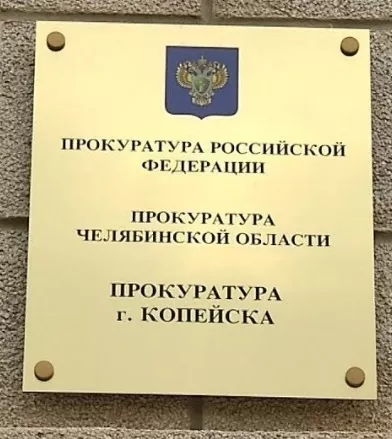 ПРОКУРАТУРА РОССИЙСКОЙ
ФЕДЕРАЦИИ
ПРОКУРАТУРА
ЧЕЛЯБИНСКОЙ ОБЛАСТИ
ПРОКУРАТУРА
г. КОПЕЙСКА